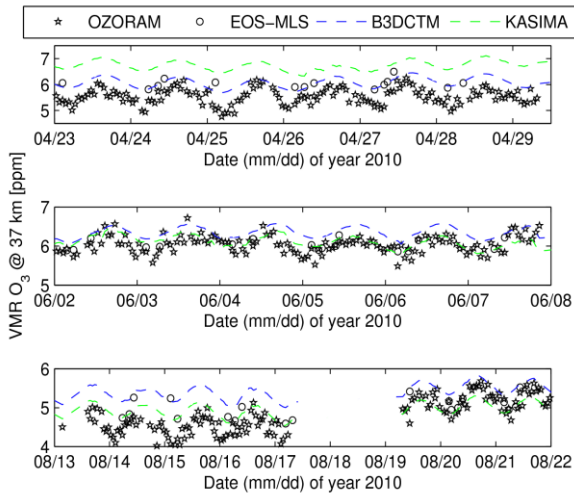 OZORAM EOS−MLS B3DCTM KASIMA
7
6
5
04/23 04/24 04/25 04/26 04/27 04/28 04/29
Date (mm/dd) of year 2010
VMR O3 @ 37 km [ppm]
7
6
5
06/02 06/03 06/04 06/05 06/06 06/07 06/08
Date (mm/dd) of year 2010
6
5
4
08/13 08/14 08/15 08/16 08/17 08/18 08/19 08/20 08/21 08/22
Date (mm/dd) of year 2010